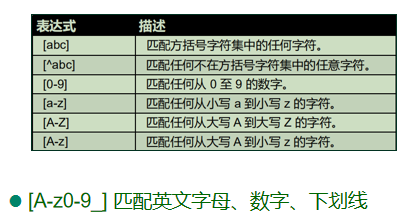 表达式 描述
[abc] 匹配方括号字符集中的任何字符。
[^abc] 匹配任何不在方括号字符集中的任意字符。
[0-9] 匹配任何从 0 至 9 的数字。
[a-z] 匹配任何从小写 a 到小写 z 的字符。
[A-Z] 匹配任何从大写 A 到大写 Z 的字符。
[A-z] 匹配任何从大写 A 到小写 z 的字符。
● [A-z0-9_] 匹配英文字母、数字、下划线